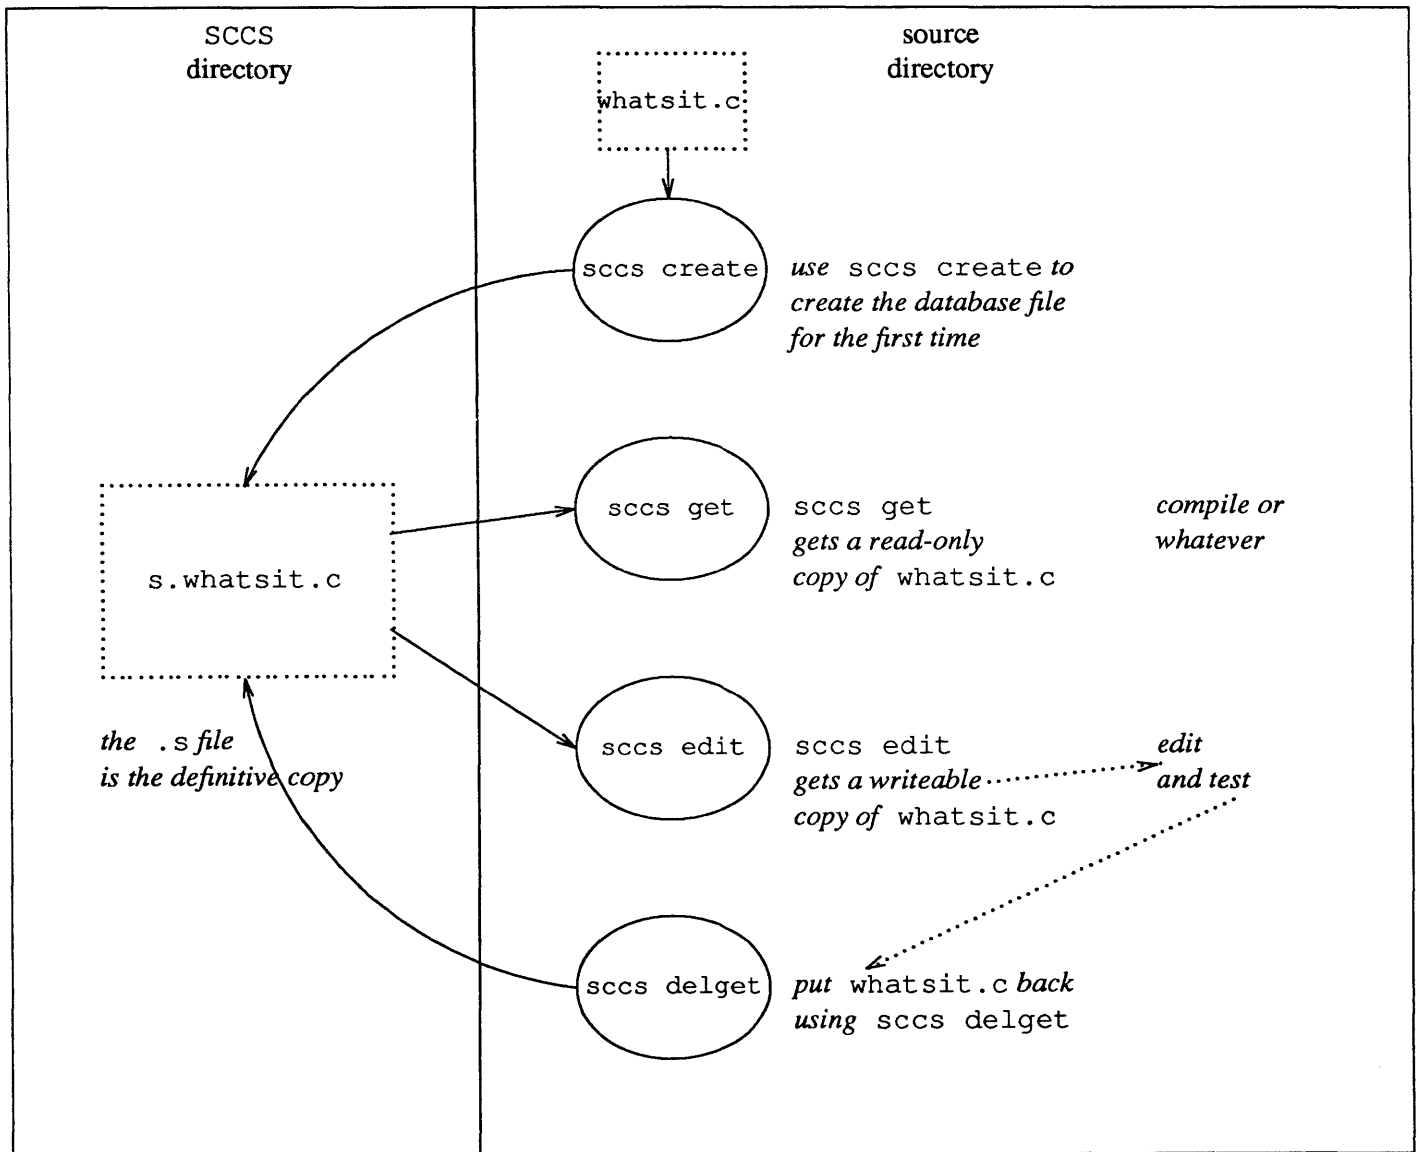 SCCS
directory
source
directory
whatsit.c
sccs create
use sccs create to
create the database file
for the first time
s.whatsit.c
the .s file
is the definitive copy
sccs get
sccs get
gets a read-only
copy of whatsit.c
compile or
whatever
sccs edit
sccs edit
gets a writeable
copy of whatsit.c
edit
and test
sccs delget
put whatsit.c back
using sccs delget